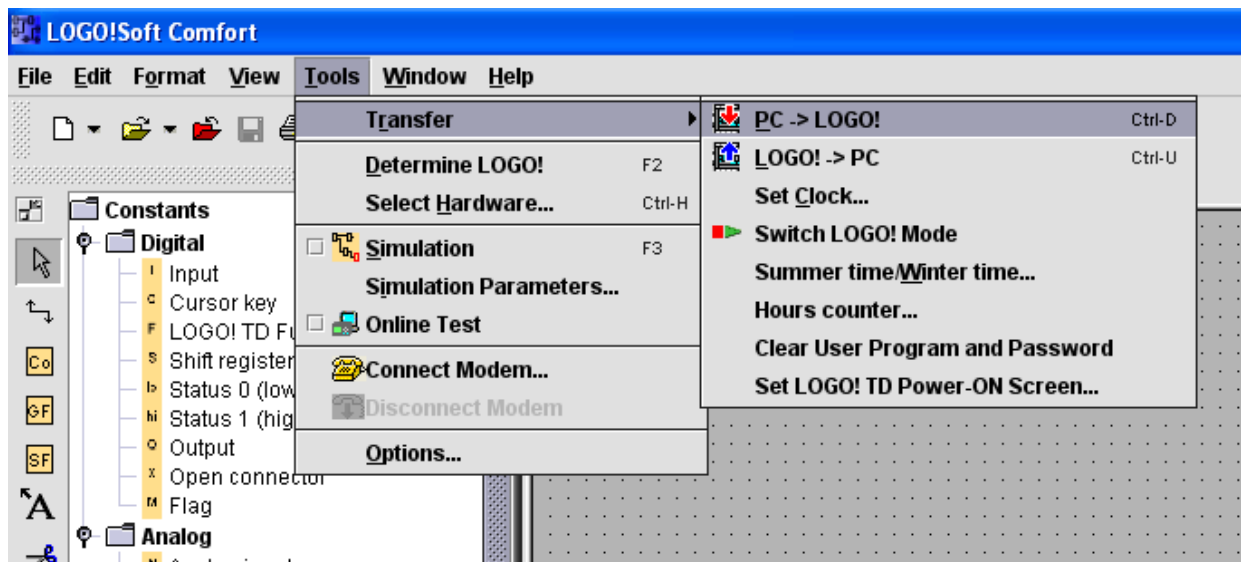 LOGO!Soft Comfort
File Edit Format View Tools Window Help
Transfer
Determine LOGO! F2
Select Hardware... Ctrl-H
Simulation F3
Simulation Parameters...
Online Test
Connect Modem...
Disconnect Modem
Options...
PC -> LOGO! Ctrl-D
LOGO! -> PC Ctrl-U
Set Clock...
Switch LOGO! Mode
Summer time/Winter time...
Hours counter...
Clear User Program and Password
Set LOGO! TD Power-ON Screen...
Co
GF
SF
A
Constants
Digital
I Input
C Cursor key
F LOGO! TD
S Shift register
lo Status 0 (low
hi Status 1 (hig
Q Output
X Open connector
M Flag
Analog